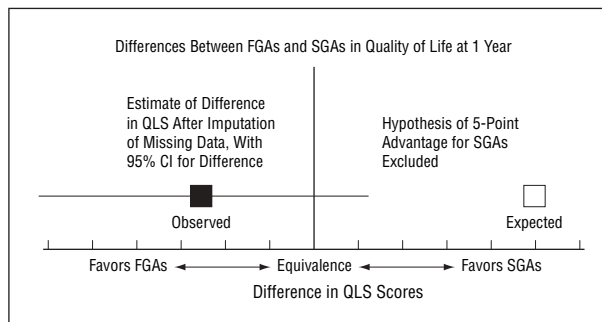 Differences Between FGAs and SGAs in Quality of Life at 1 Year
Estimate of Difference
in QLS After Imputation
of Missing Data, With
95% CI for Difference
Hypothesis of 5-Point
Advantage for SGAs
Excluded
Observed
Expected
Favors FGAs
Equivalence
Favors SGAs
Difference in QLS Scores